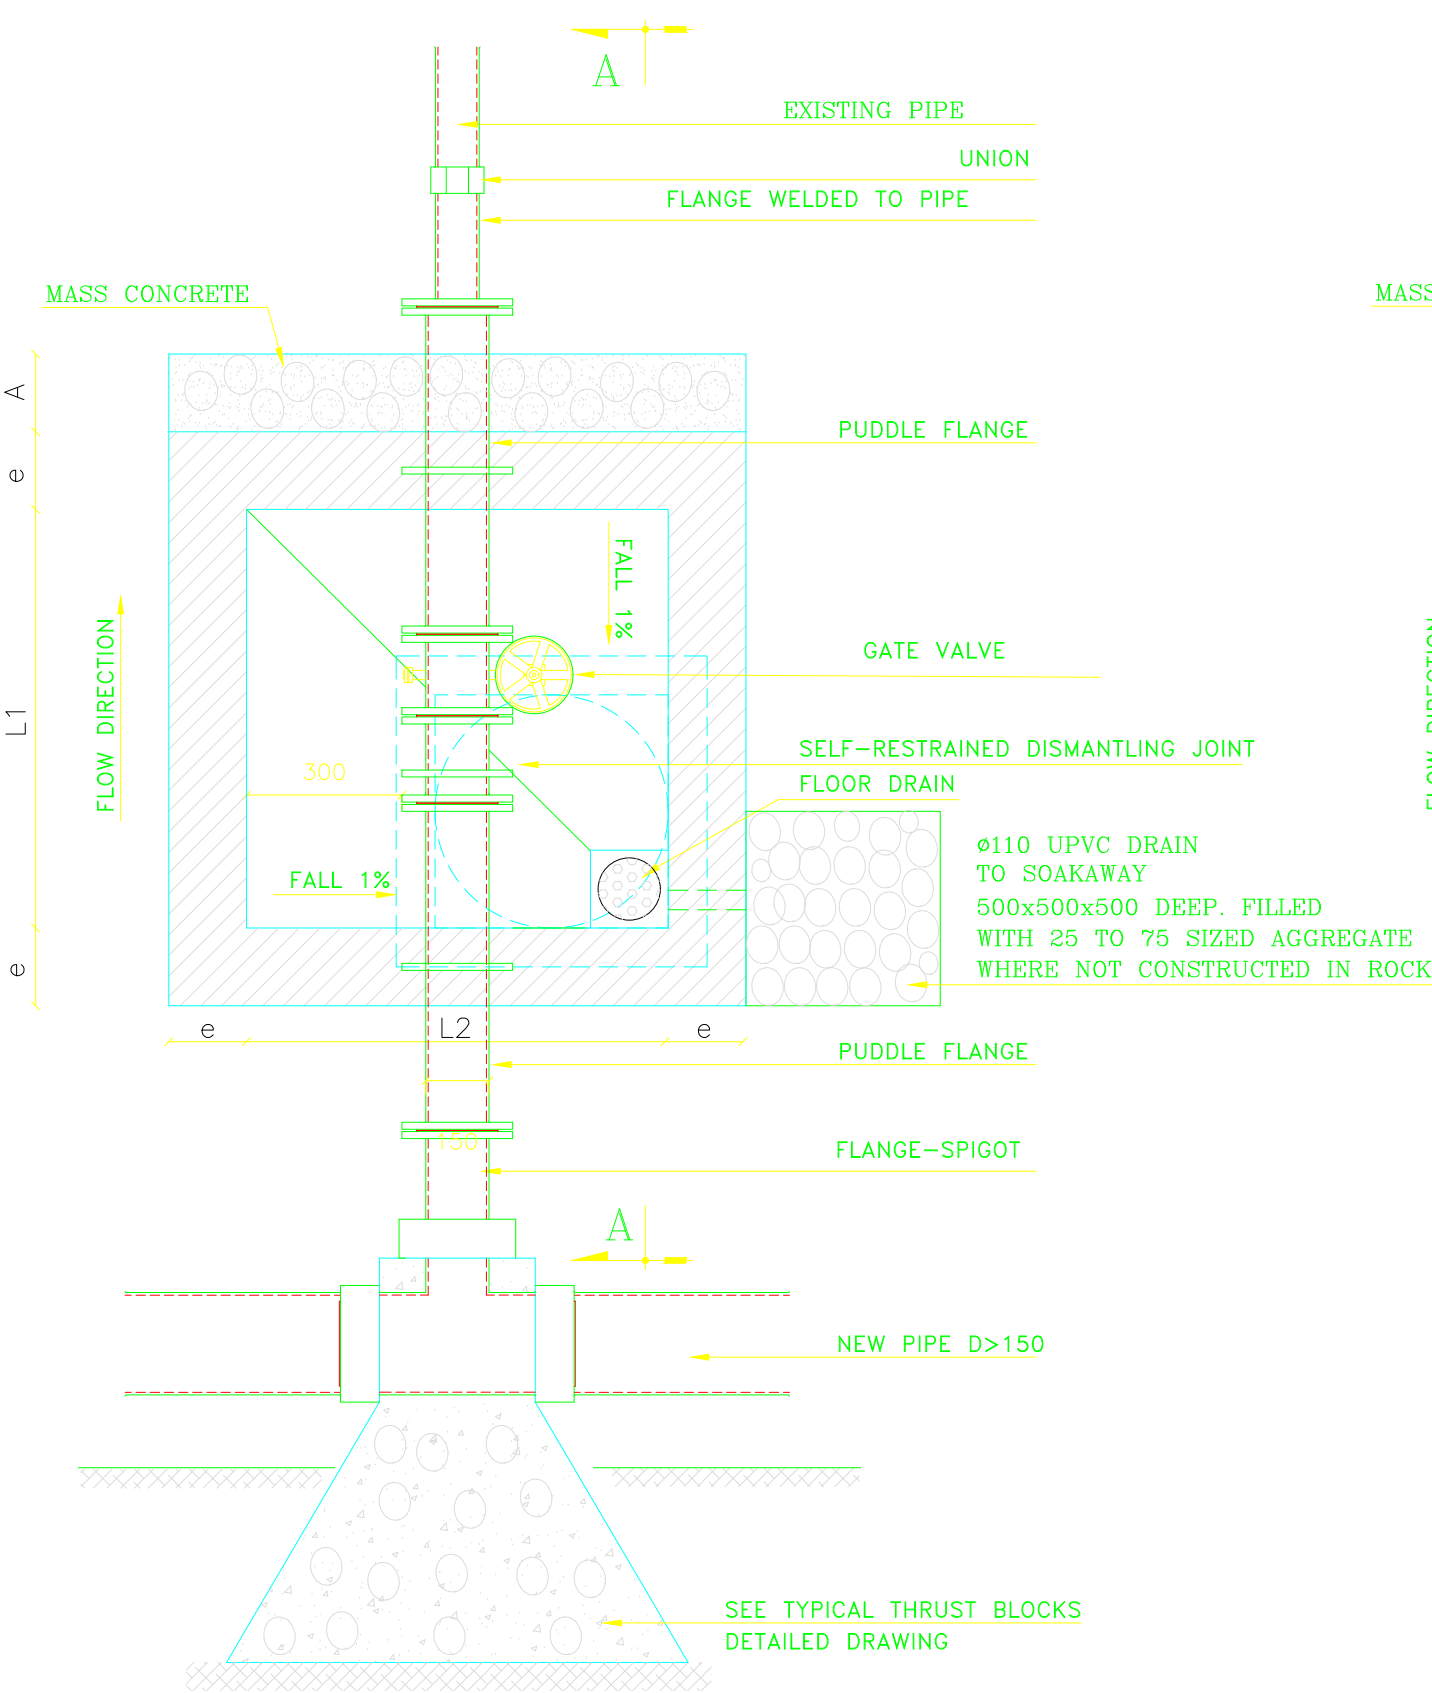 A
EXISTING PIPE
UNION
FLANGE WELDED TO PIPE
MASS CONCRETE
MASS
A
PUDDLE FLANGE
e
FALL 1%
FLOW DIRECTION
GATE VALVE
L1
SELF-RESTRAINED DISMANTLING JOINT
300
FLOOR DRAIN
ø110 UPVC DRAIN
TO SOAKAWAY
500x500x500 DEEP. FILLED
WITH 25 TO 75 SIZED AGGREGATE
WHERE NOT CONSTRUCTED IN ROCK
FALL 1%
e
e
L2
e
PUDDLE FLANGE
150
FLANGE-SPIGOT
A
NEW PIPE D>150
SEE TYPICAL THRUST BLOCKS
DETAILED DRAWING